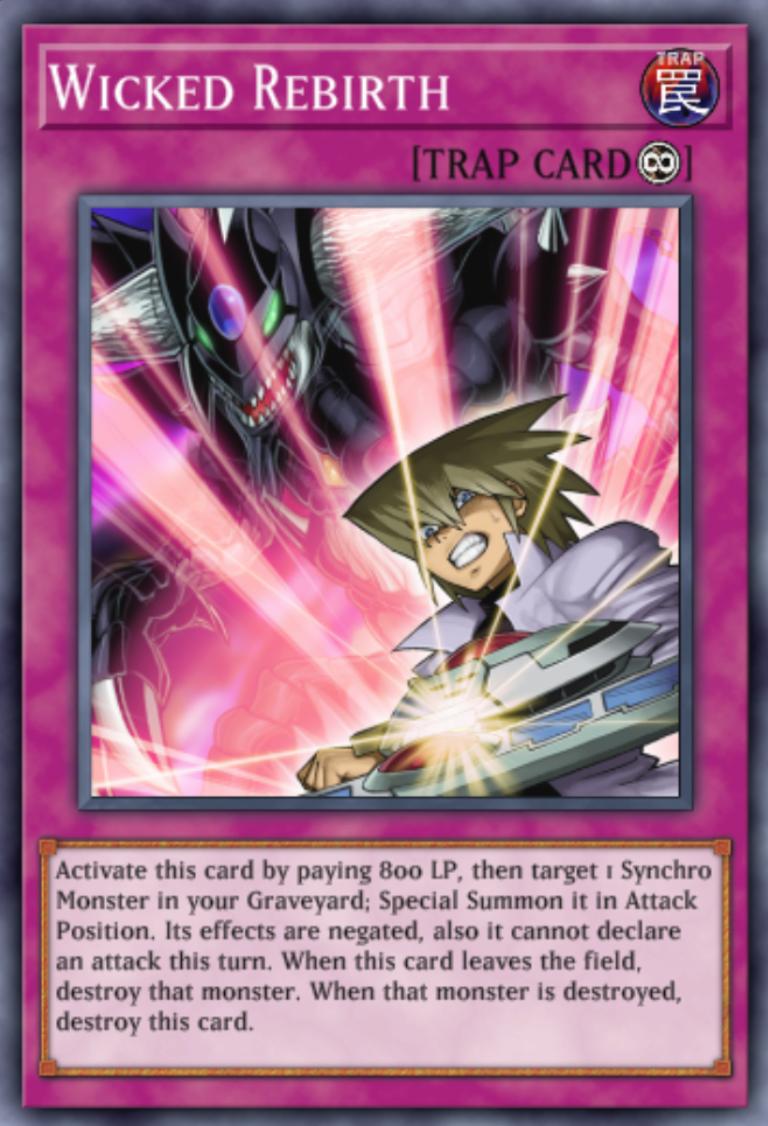 Wicked Rebirth
TRAP
罠
[TRAP CARD♾]
Activate this card by paying 800 LP, then target 1 Synchro
Monster in your Graveyard; Special Summon it in Attack
Position. Its effects are negated, also it cannot declare
an attack this turn. When this card leaves the field,
destroy that monster. When that monster is destroyed,
destroy this card.